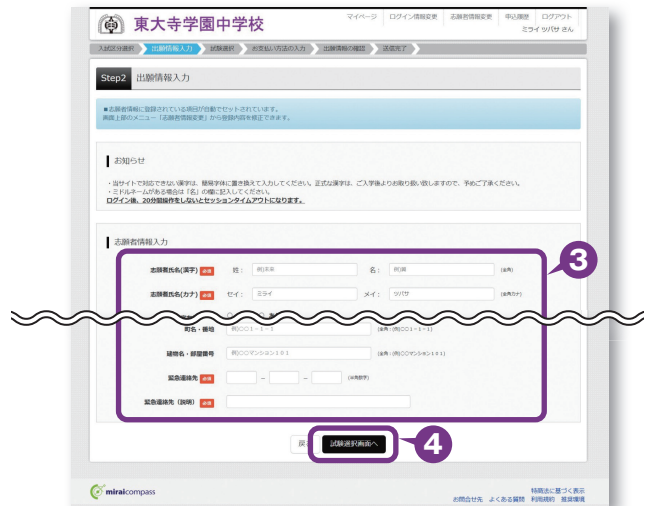 東大寺学園中学校
マイページ ログイン情報変更 志願者情報変更 申込履歴 ログアウト
ミライ ツバサ さん
入試区分選択 出願情報入力 試験選択 お支払い方法の入力 出願情報の確認 送信完了
Step2 出願情報入力
■志願者情報に登録されている項目が自動でセットされています。
画面上部のメニュー「志願者情報変更」から登録内容を修正できます。
お知らせ
・当サイトで対応できない漢字は、簡易字体に置き換えて入力してください。正式な漢字は、ご入学後よりお取り扱い致しますので、予めご了承ください。
・ミドルネームがある場合は「名」の欄に記入してください。
ログイン後、20分間操作をしないとセッションタイムアウトになります。
志願者情報入力
3
志願者氏名(漢字) 必須 姓: 例)未来 名: 例)翼 (全角)
志願者氏名(カナ) 必須 セイ: ミライ メイ: ツバサ (全角カナ)
町名・番地 例)〇〇1-1-1 (全角:(例)〇〇1-1-1)
建物名・部屋番号 例)〇〇マンション101 (全角:(例)〇〇マンション101)
緊急連絡先 必須 - - (半角数字)
緊急連絡先(説明) 必須
戻 試験選択画面へ 4
miraicompass
特商法に基づく表示
お問合せ先 よくある質問 利用規約 推奨環境